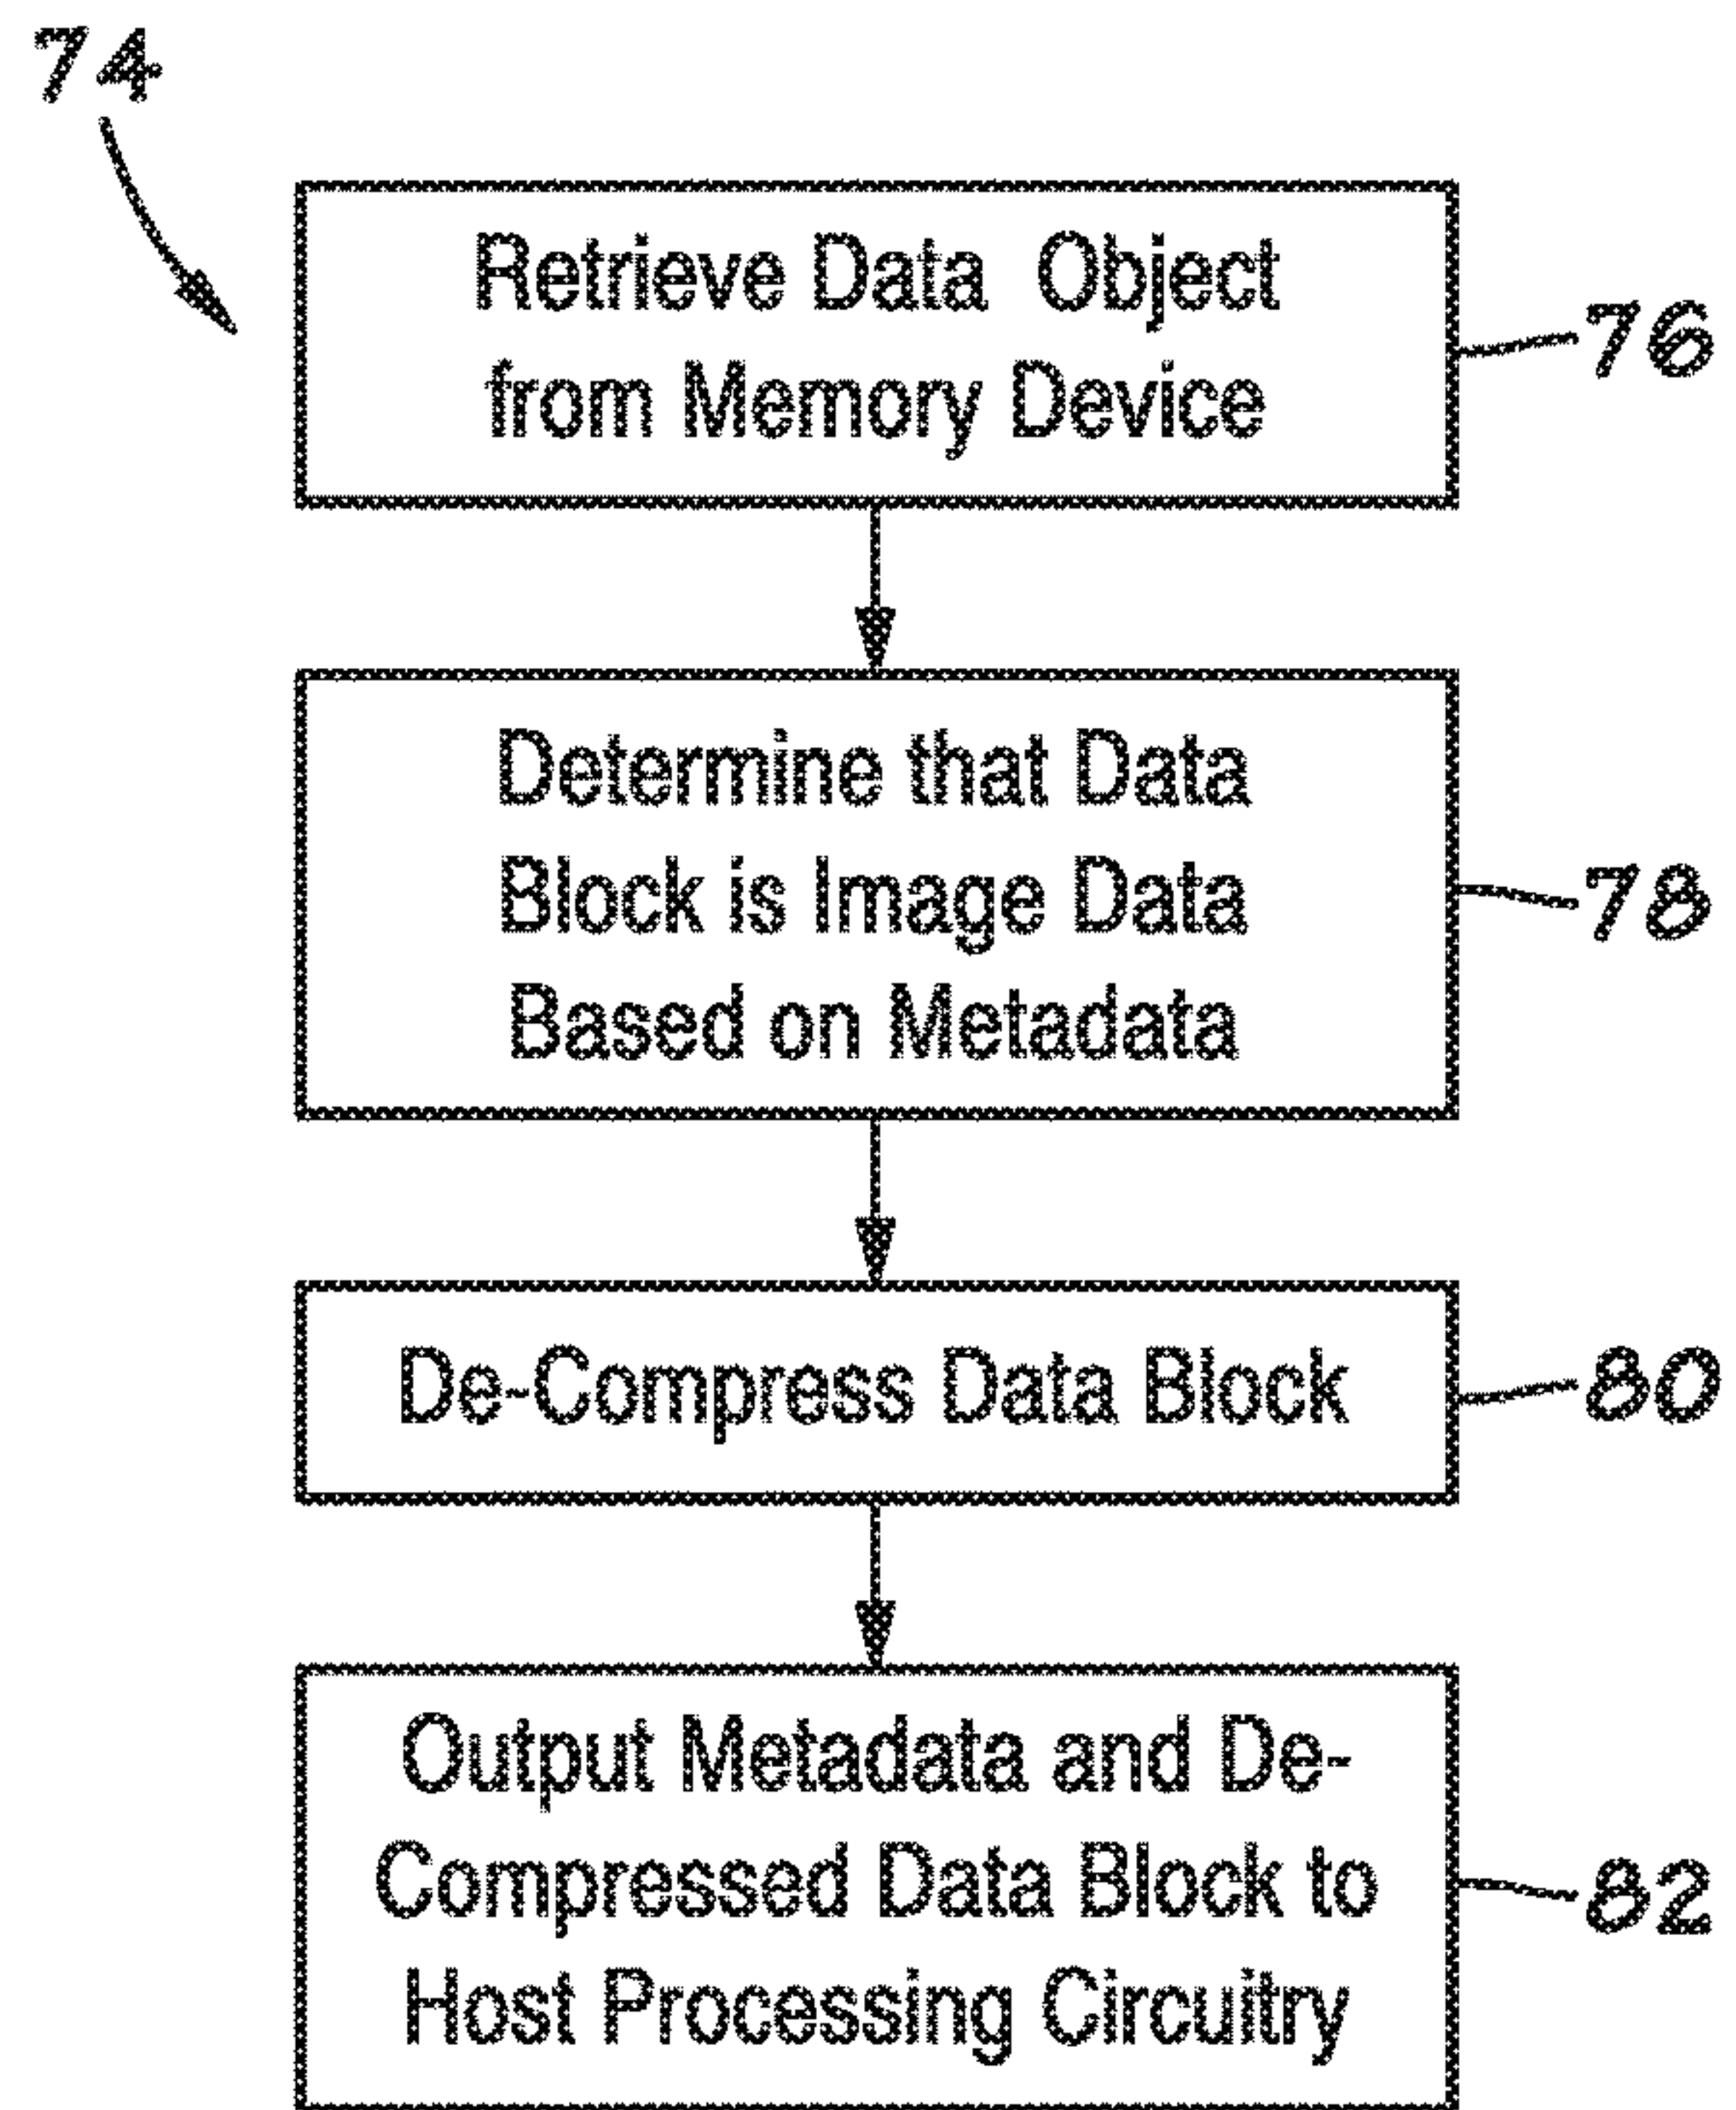 74
Retrieve Data Object
from Memory Device
76
Determine that Data
Block is Image Data
Based on Metadata
78
De-Compress Data Block
80
Output Metadata and De-
Compressed Data Block to
Host Processing Circuitry
82